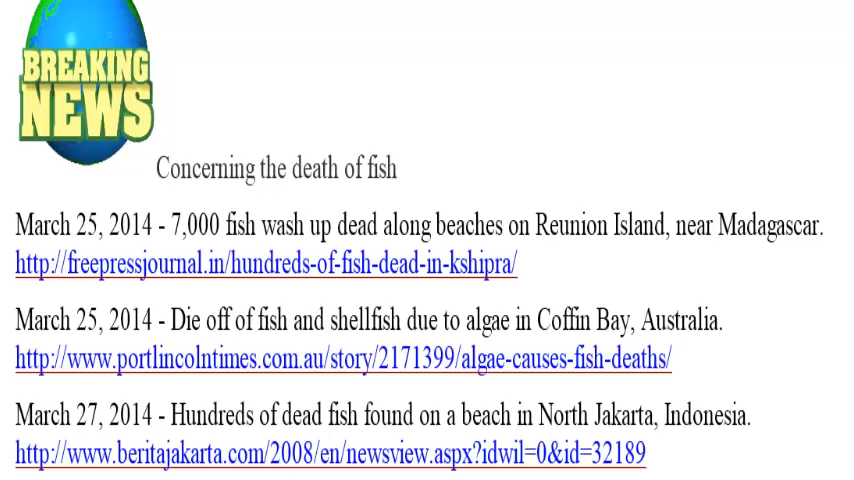 BREAKING
NEWS
Concerning the death of fish
March 25, 2014 - 7,000 fish wash up dead along beaches on Reunion Island, near Madagascar.
http://freepressjournal.in/hundreds-of-fish-dead-in-kshipra/
March 25, 2014 - Die off of fish and shellfish due to algae in Coffin Bay, Australia.
http://www.portlincolntimes.com.au/story/2171399/algae-causes-fish-deaths/
March 27, 2014 - Hundreds of dead fish found on a beach in North Jakarta, Indonesia.
http://www.beritajakarta.com/2008/en/newsview.aspx?idwil=0&id=32189